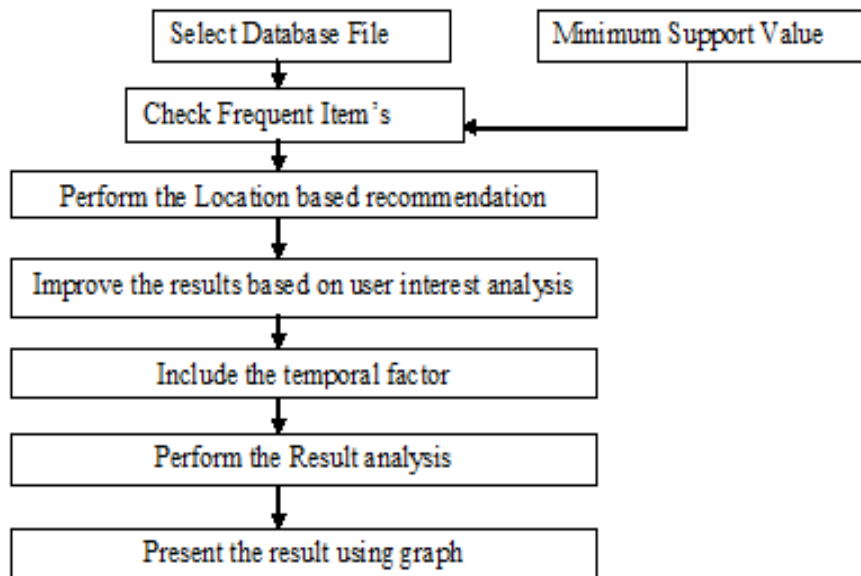 Select Database File
Minimum Support Value
Check Frequent Item's
Perform the Location based recommendation
Improve the results based on user interest analysis
Include the temporal factor
Perform the Result analysis
Present the result using graph